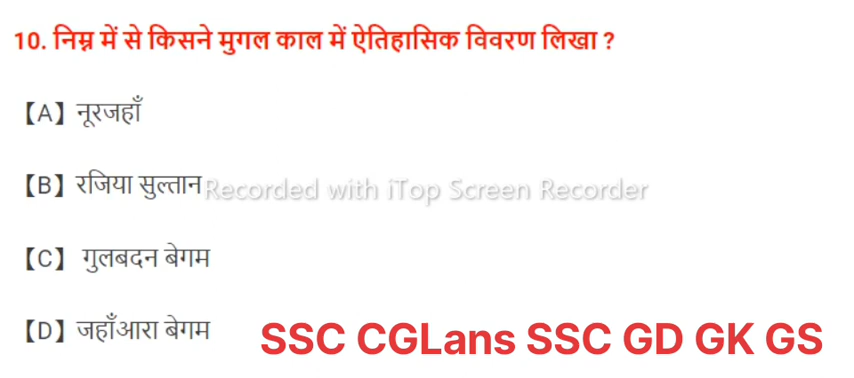 10. निम्न में से किसने मुगल काल में ऐतिहासिक विवरण लिखा ?
【A】 नूरजहाँ
【B】 रजिया सुल्तान
Recorded with iTop Screen Recorder
【C】 गुलबदन बेगम
【D】 जहाँआरा बेगम
SSC CGLans SSC GD GK GS